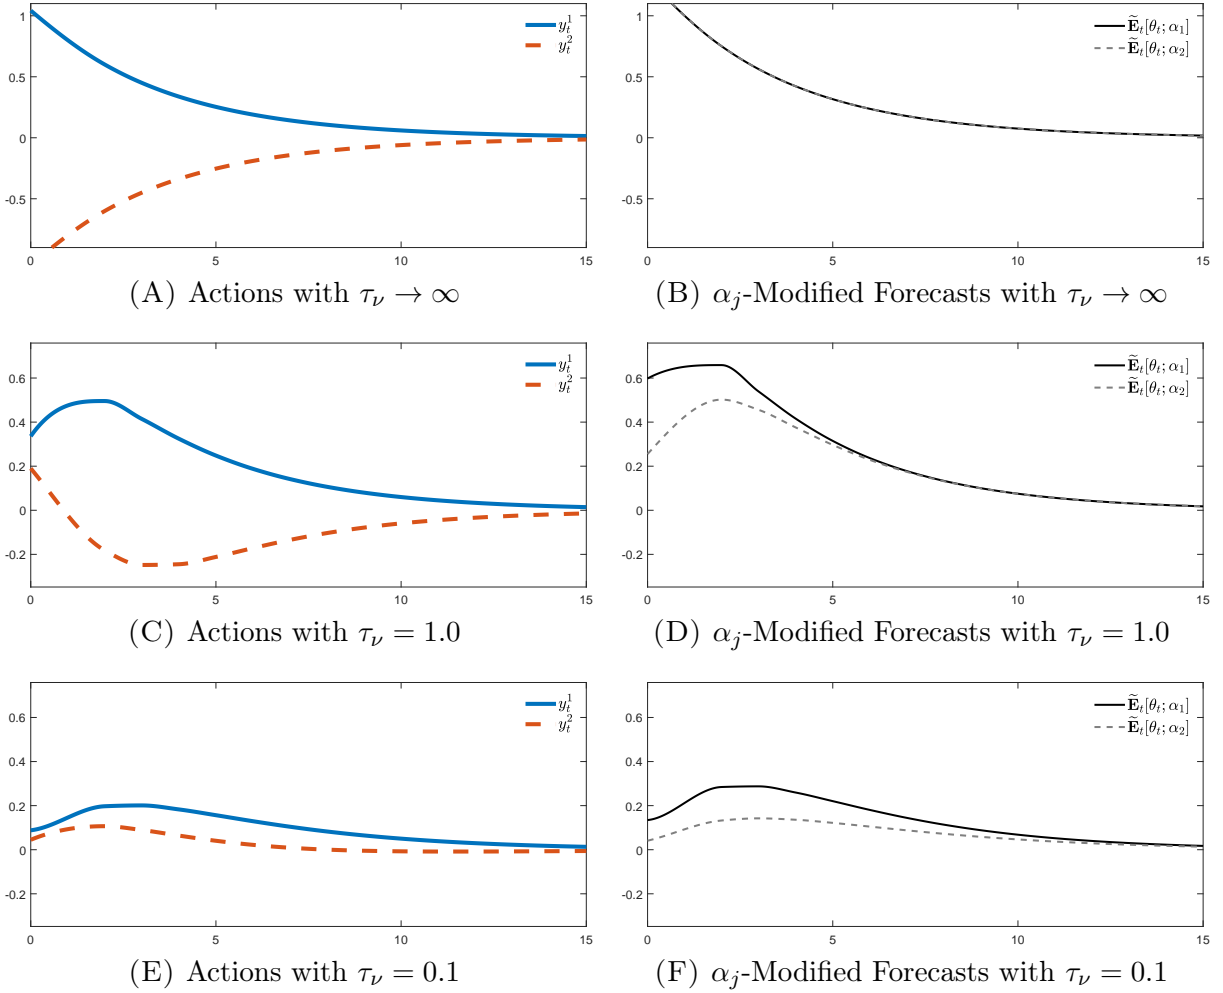 1
0.5
0
-0.5
0 5 10 15
y_t^1
y_t^2
(A) Actions with τ_ν → ∞
1
0.5
0
-0.5
0 5 10 15
Ẽ_t[θ_t; α_1]
Ẽ_t[θ_t; α_2]
(B) α_j-Modified Forecasts with τ_ν → ∞
0.6
0.4
0.2
0
-0.2
0 5 10 15
y_t^1
y_t^2
(C) Actions with τ_ν = 1.0
0.6
0.4
0.2
0
-0.2
0 5 10 15
Ẽ_t[θ_t; α_1]
Ẽ_t[θ_t; α_2]
(D) α_j-Modified Forecasts with τ_ν = 1.0
0.6
0.4
0.2
0
-0.2
0 5 10 15
y_t^1
y_t^2
(E) Actions with τ_ν = 0.1
0.6
0.4
0.2
0
-0.2
0 5 10 15
Ẽ_t[θ_t; α_1]
Ẽ_t[θ_t; α_2]
(F) α_j-Modified Forecasts with τ_ν = 0.1